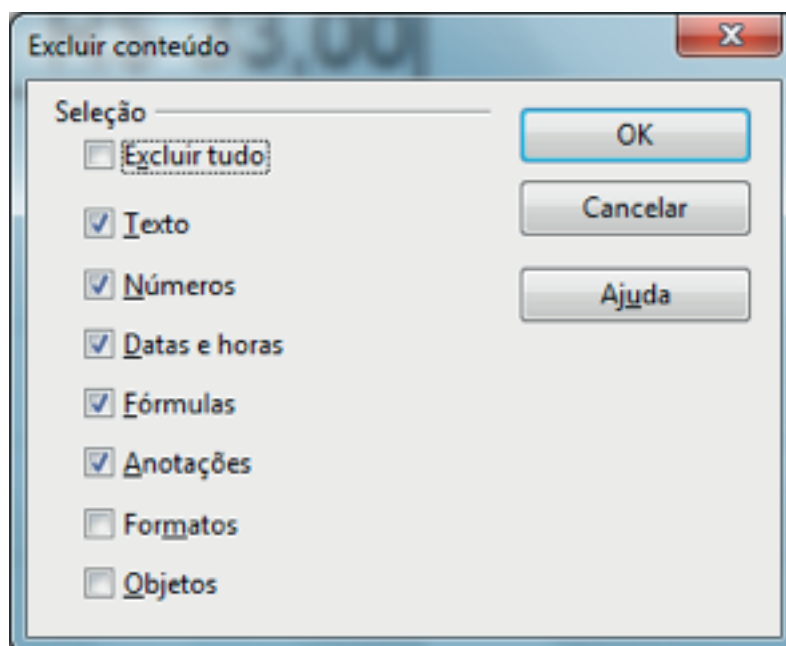 Excluir conteúdo
Seleção
Excluir tudo
Texto
Números
Datas e horas
Fórmulas
Anotações
Formatos
Objetos
OK
Cancelar
Ajuda